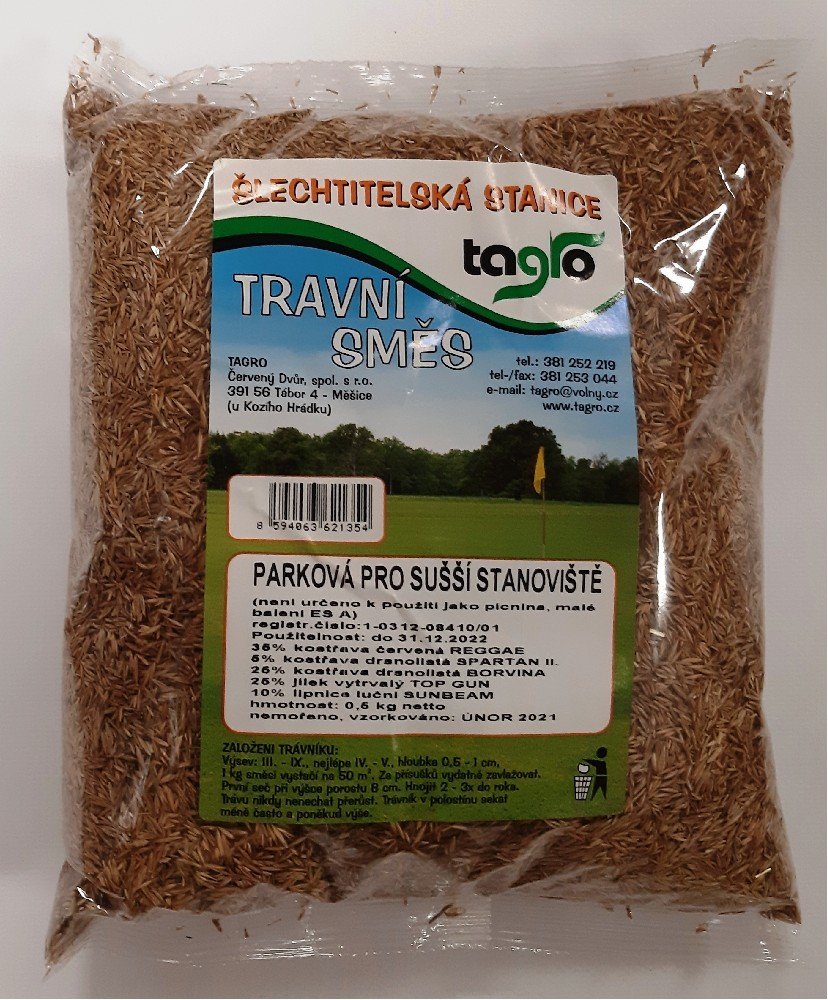 ŠLECHTITELSKÁ STANICE
tagro
TRAVNÍ
SMĚS
TAGRO
Červený Dvůr, spol. s r.o.
391 56 Tábor 4 - Měšice
(u Kozího Hrádku)
tel.: 381 252 219
tel-/fax: 381 253 044
e-mail: tagro@volny.cz
www.tagro.cz
8 594063 621354
PARKOVÁ PRO SUŠŠÍ STANOVIŠTĚ
(není určeno k použití jako pícnina, malé
balení ES A)
registr.číslo:1-0312-08410/01
Použitelnost: do 31.12.2022
35% kostřava červená REGGAE
5% kostřava drsnolistá SPARTAN II.
25% kostřava drsnolistá BORVINA
25% jílek vytrvalý TOP GUN
10% lipnice luční SUNBEAM
hmotnost: 0,5 kg netto
nemořeno, vzorkováno: ÚNOR 2021
ZALOŽENÍ TRÁVNÍKU:
Výsev: III. - IX., nejlépe IV. - V., hloubka 0,5 - 1 cm,
1 kg směsi vystačí na 50 m². Za přísušků vydatně zavlažovat.
První seč při výšce porostu 8 cm. Hnojit 2 - 3x do roka.
Trávu nikdy nenechat přerůst. Trávník v polostínu sekat
méně často a poněkud výše.